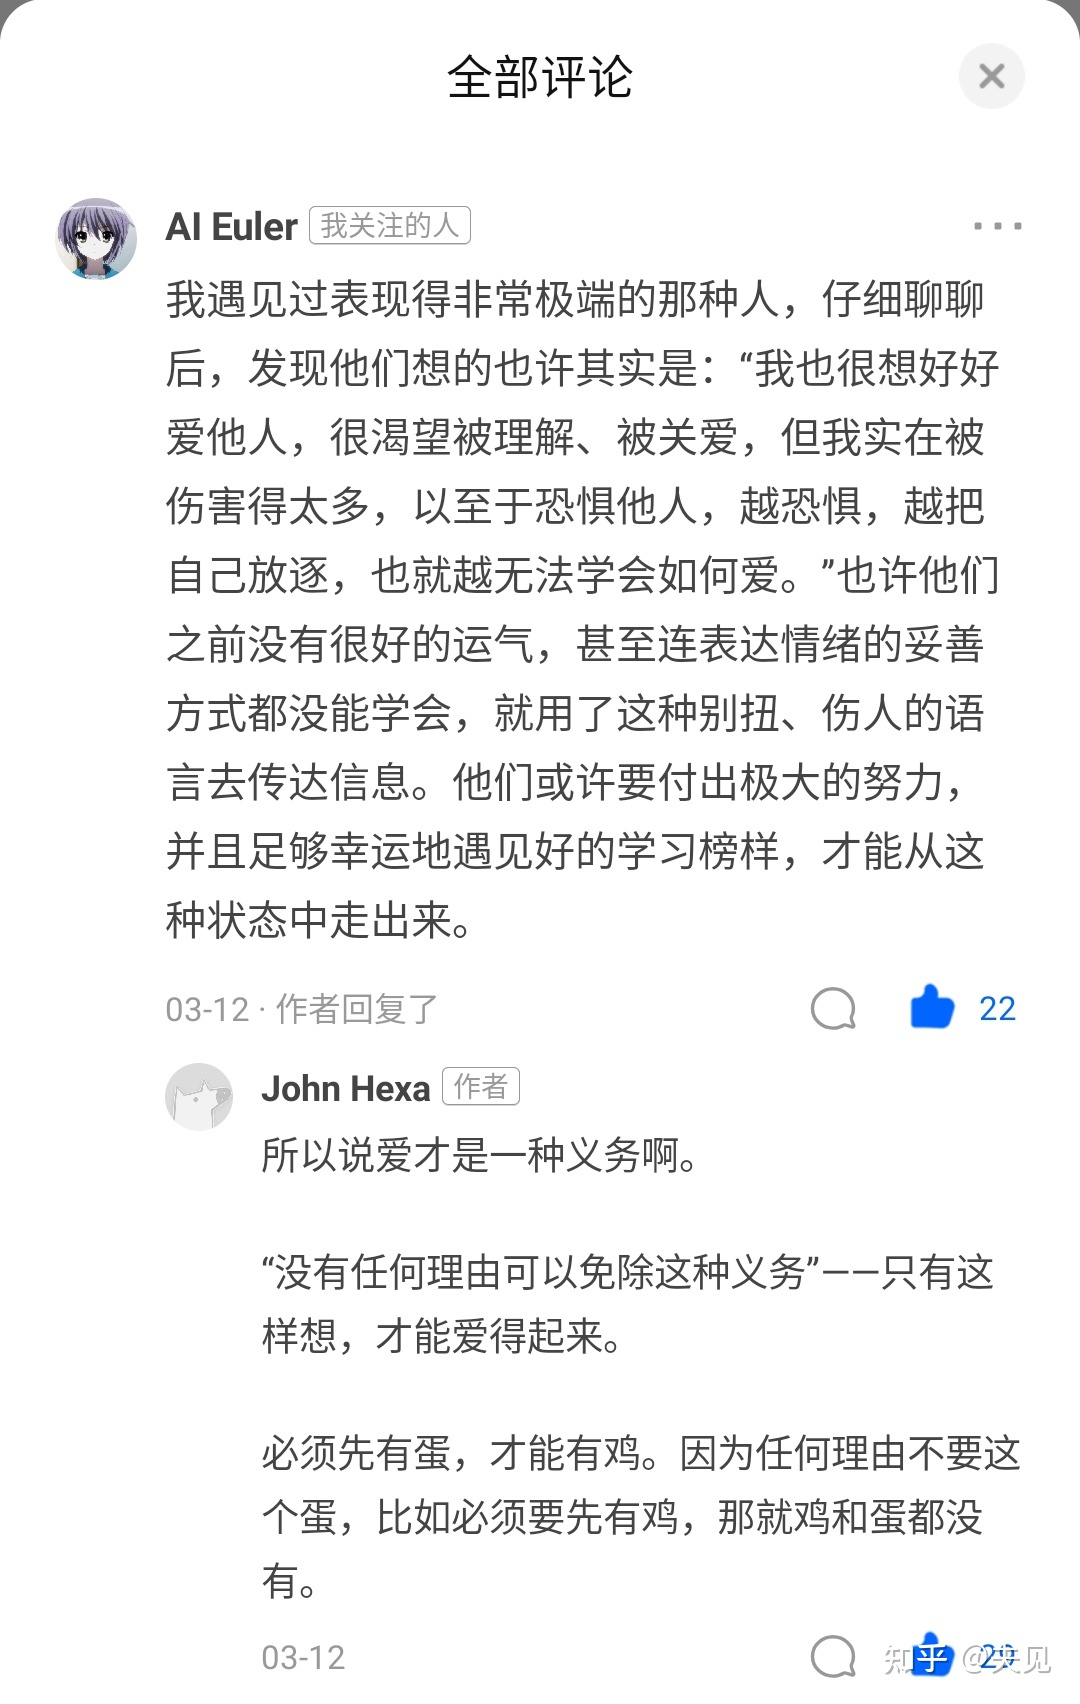 全部评论
AI Euler 我关注的人
我遇见过表现得非常极端的那种人，仔细聊聊
后，发现他们想的也许其实是：“我也很想好好
爱他人，很渴望被理解、被关爱，但我实在被
伤害得太多，以至于恐惧他人，越恐惧，越把
自己放逐，也就越无法学会如何爱。”也许他们
之前没有很好的运气，甚至连表达情绪的妥善
方式都没能学会，就用了这种别扭、伤人的语
言去传达信息。他们或许要付出极大的努力，
并且足够幸运地遇见好的学习榜样，才能从这
种状态中走出来。
03-12 · 作者回复了 22
John Hexa 作者
所以说爱才是一种义务啊。
“没有任何理由可以免除这种义务”——只有这
样想，才能爱得起来。
必须先有蛋，才能有鸡。因为任何理由不要这
个蛋，比如必须要先有鸡，那就鸡和蛋都没
有。
03-12
知乎